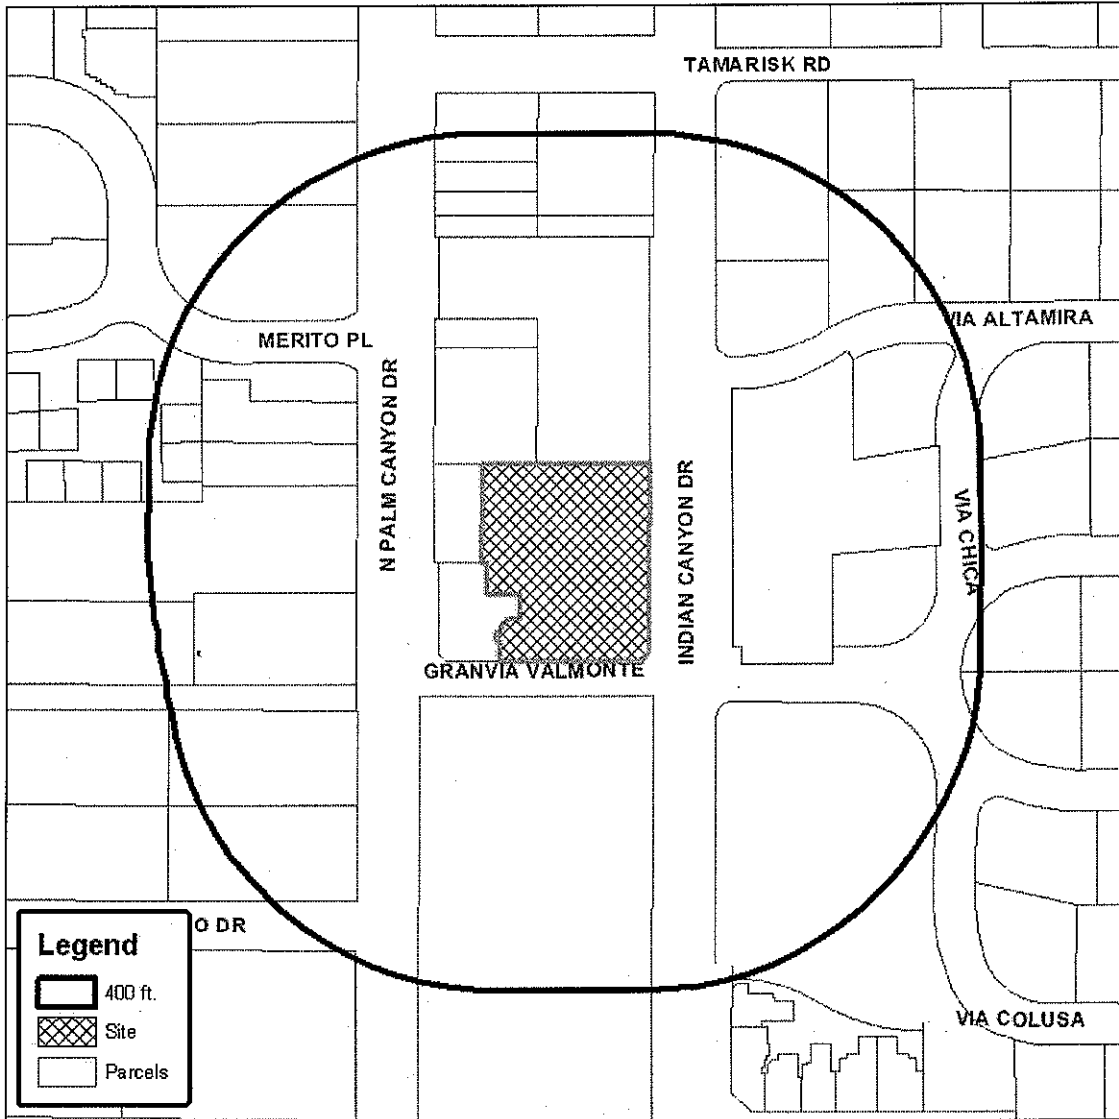 TAMARISK RD
VIA ALTAMIRA
MERITO PL
N PALM CANYON DR
INDIAN CANYON DR
VIA CHICA
GRANVIA VALMONTE
O DR
Legend
400 ft.
Site
Parcels
VIA COLUSA